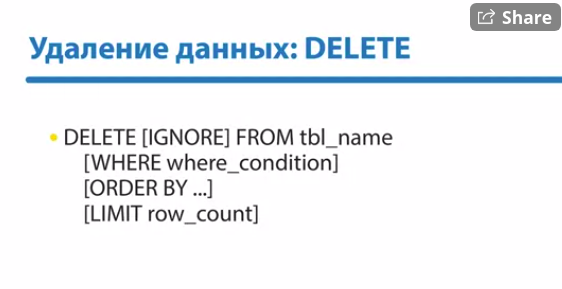 Share
Удаление данных: DELETE
• DELETE [IGNORE] FROM tbl_name
[WHERE where_condition]
[ORDER BY ...]
[LIMIT row_count]